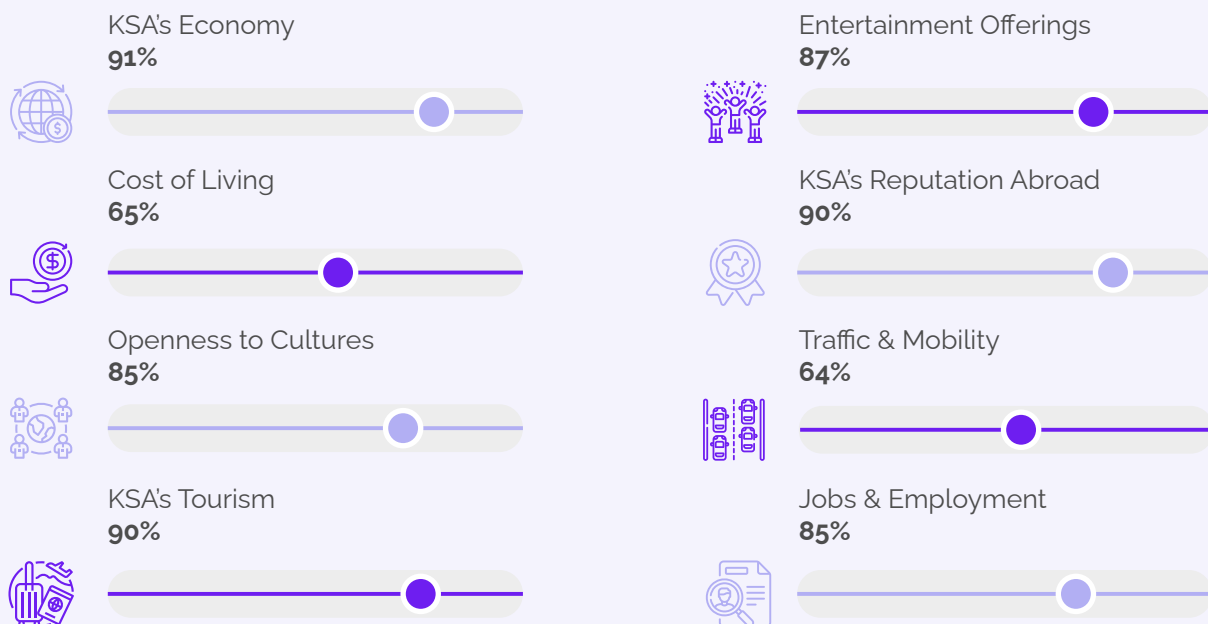 KSA's Economy
91%
Entertainment Offerings
87%
Cost of Living
65%
KSA's Reputation Abroad
90%
Openness to Cultures
85%
Traffic & Mobility
64%
KSA's Tourism
90%
Jobs & Employment
85%